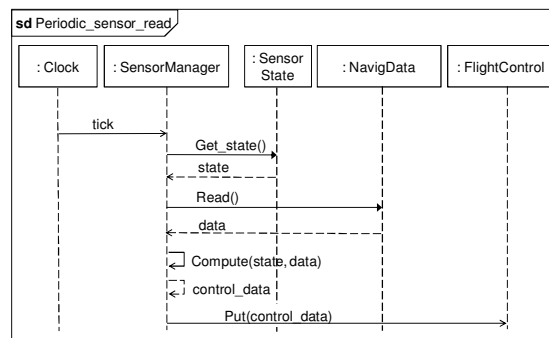 sd Periodic_sensor_read
: Clock
: SensorManager
: Sensor
State
: NavigData
: FlightControl
tick
Get_state()
state
Read()
data
Compute(state, data)
control_data
Put(control_data)